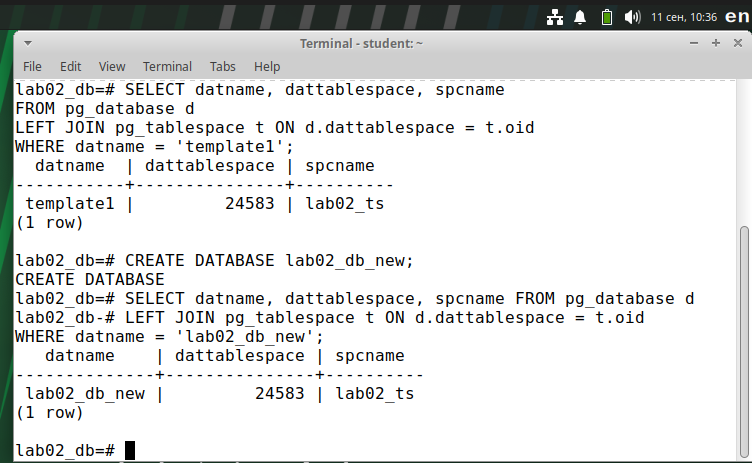 11 сен, 10:36 en
Terminal - student: ~
File Edit View Terminal Tabs Help
lab02_db=# SELECT datname, dattablespace, spcname
FROM pg_database d
LEFT JOIN pg_tablespace t ON d.dattablespace = t.oid
WHERE datname = 'template1';
  datname  | dattablespace | spcname
-----------+---------------+----------
 template1 |         24583 | lab02_ts
(1 row)
lab02_db=# CREATE DATABASE lab02_db_new;
CREATE DATABASE
lab02_db=# SELECT datname, dattablespace, spcname FROM pg_database d
lab02_db-# LEFT JOIN pg_tablespace t ON d.dattablespace = t.oid
WHERE datname = 'lab02_db_new';
   datname    | dattablespace | spcname
--------------+---------------+----------
 lab02_db_new |         24583 | lab02_ts
(1 row)
lab02_db=#